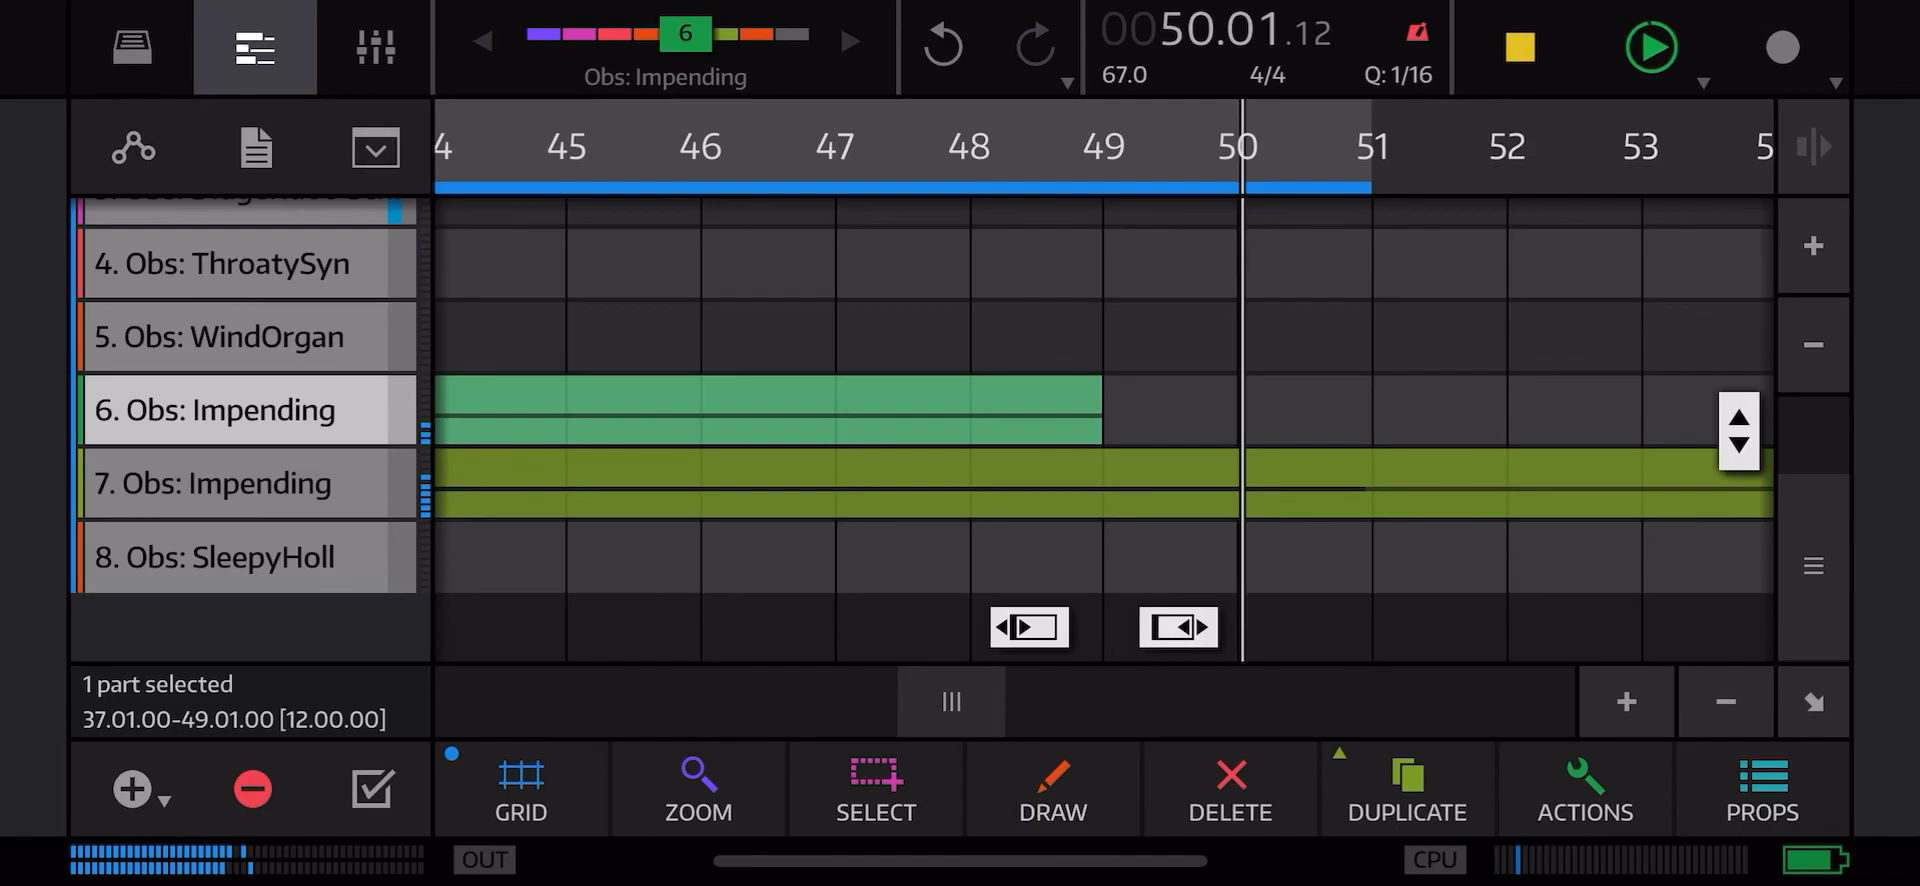 6
Obs: Impending
0050.01.12
67.0 4/4 Q: 1/16
4 45 46 47 48 49 50 51 52 53 5
4. Obs: ThroatySyn
5. Obs: WindOrgan
6. Obs: Impending
7. Obs: Impending
8. Obs: SleepyHoll
1 part selected
37.01.00-49.01.00 [12.00.00]
GRID ZOOM SELECT DRAW DELETE DUPLICATE ACTIONS PROPS
OUT CPU